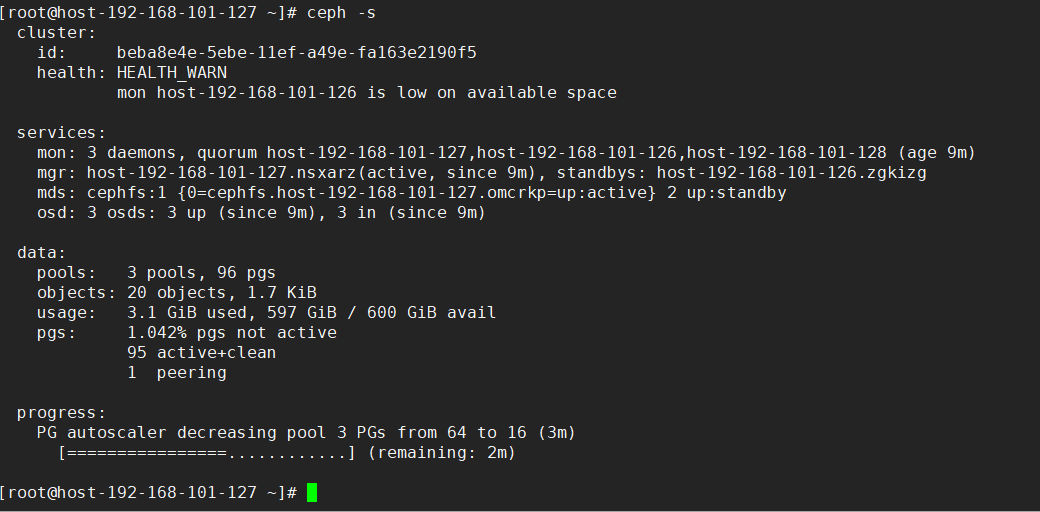 [root@host-192-168-101-127 ~]# ceph -s
  cluster:
    id:     beba8e4e-5ebe-11ef-a49e-fa163e2190f5
    health: HEALTH_WARN
            mon host-192-168-101-126 is low on available space

  services:
    mon: 3 daemons, quorum host-192-168-101-127,host-192-168-101-126,host-192-168-101-128 (age 9m)
    mgr: host-192-168-101-127.nsxarz(active, since 9m), standbys: host-192-168-101-126.zgkizg
    mds: cephfs:1 {0=cephfs.host-192-168-101-127.omcrkp=up:active} 2 up:standby
    osd: 3 osds: 3 up (since 9m), 3 in (since 9m)

  data:
    pools:   3 pools, 96 pgs
    objects: 20 objects, 1.7 KiB
    usage:   3.1 GiB used, 597 GiB / 600 GiB avail
    pgs:     1.042% pgs not active
             95 active+clean
             1  peering

  progress:
    PG autoscaler decreasing pool 3 PGs from 64 to 16 (3m)
      [================............] (remaining: 2m)

[root@host-192-168-101-127 ~]#